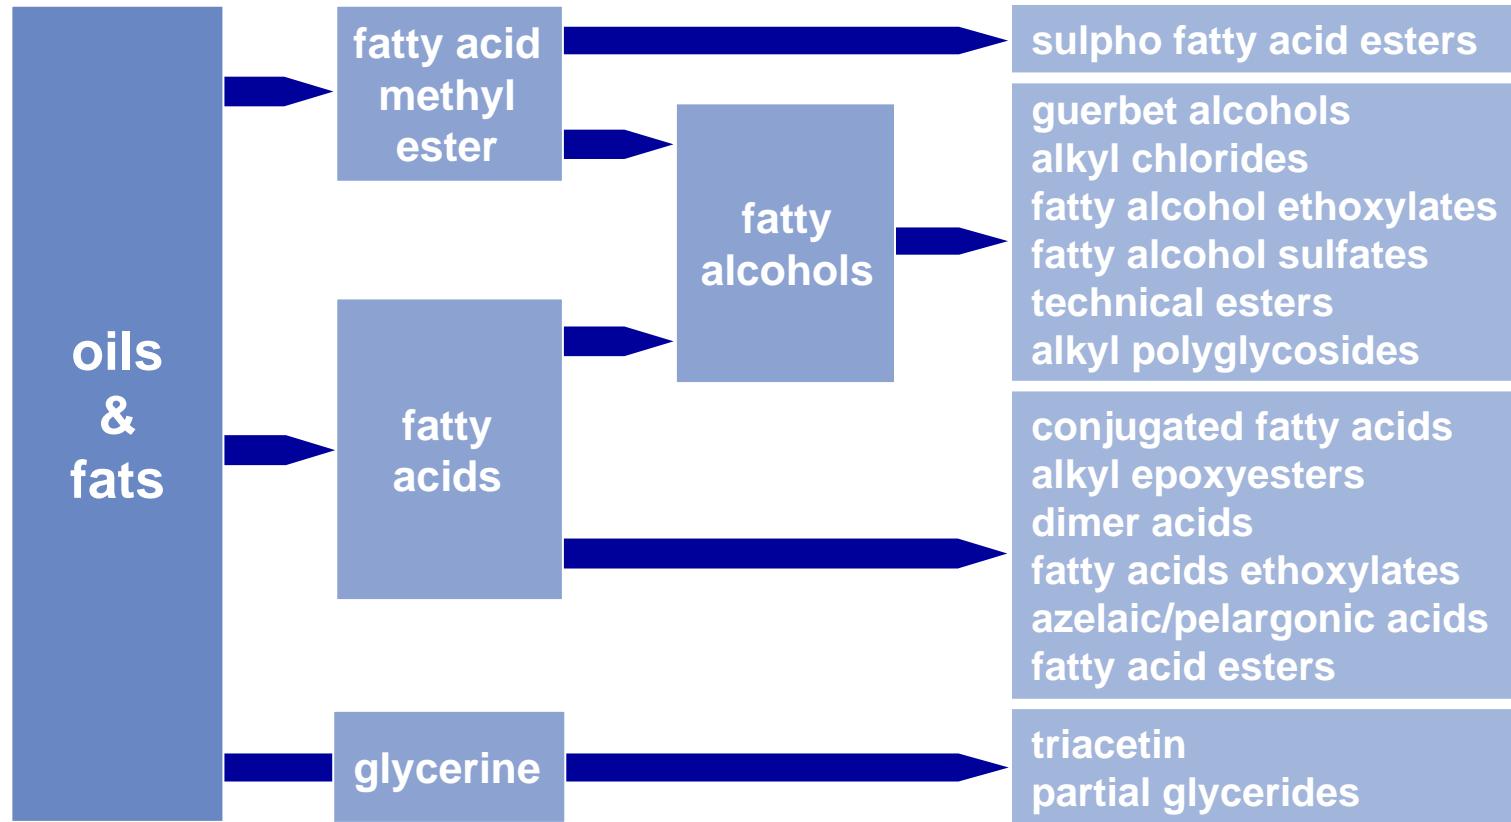 oils
&
fats
fatty acid
methyl
ester
fatty
acids
glycerine
fatty
alcohols
sulpho fatty acid esters
guerbet alcohols
alkyl chlorides
fatty alcohol ethoxylates
fatty alcohol sulfates
technical esters
alkyl polyglycosides
conjugated fatty acids
alkyl epoxyesters
dimer acids
fatty acids ethoxylates
azelaic/pelargonic acids
fatty acid esters
triacetin
partial glycerides